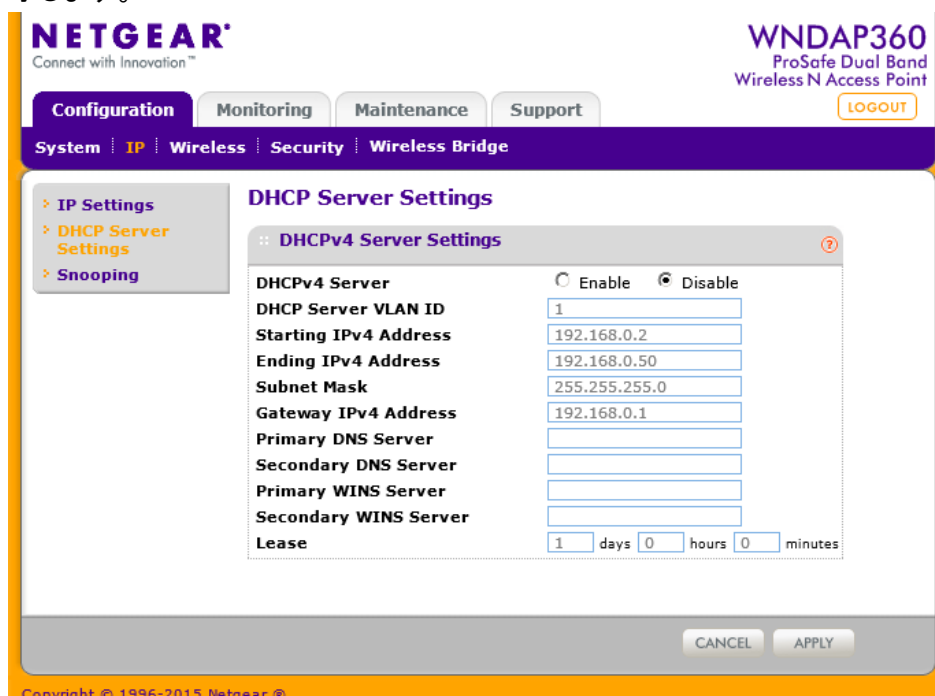 NETGEAR®
Connect with Innovation™
WNDAP360
ProSafe Dual Band
Wireless N Access Point
Configuration Monitoring Maintenance Support LOGOUT
System IP Wireless Security Wireless Bridge
IP Settings
DHCP Server
Settings
Snooping
DHCP Server Settings
DHCPv4 Server Settings ?
DHCPv4 Server Enable Disable
DHCP Server VLAN ID 1
Starting IPv4 Address 192.168.0.2
Ending IPv4 Address 192.168.0.50
Subnet Mask 255.255.255.0
Gateway IPv4 Address 192.168.0.1
Primary DNS Server
Secondary DNS Server
Primary WINS Server
Secondary WINS Server
Lease 1 days 0 hours 0 minutes
CANCEL APPLY
Copyright © 1996-2015 Netgear ®